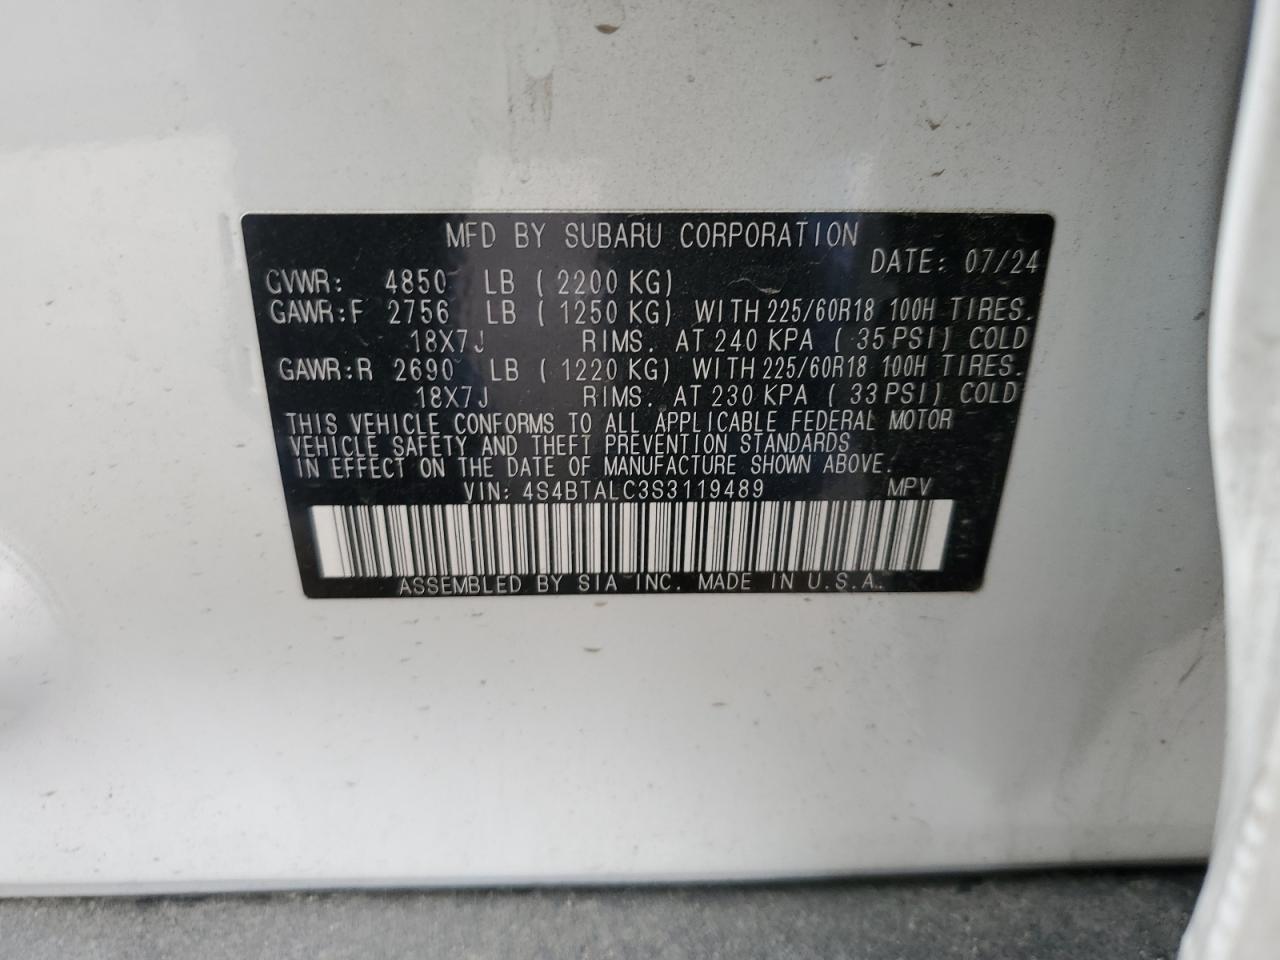 MFD BY SUBARU CORPORATION
DATE: 07/24
GVWR: 4850 LB ( 2200 KG)
GAWR:F 2756 LB ( 1250 KG) WITH 225/60R18 100H TIRES.
18X7J RIMS. AT 240 KPA ( 35 PSI) COLD
GAWR:R 2690 LB ( 1220 KG) WITH 225/60R18 100H TIRES.
18X7J RIMS. AT 230 KPA ( 33 PSI) COLD
THIS VEHICLE CONFORMS TO ALL APPLICABLE FEDERAL MOTOR
VEHICLE SAFETY AND THEFT PREVENTION STANDARDS
IN EFFECT ON THE DATE OF MANUFACTURE SHOWN ABOVE.
VIN: 4S4BTALC3S3119489 MPV
ASSEMBLED BY SIA INC. MADE IN U.S.A.